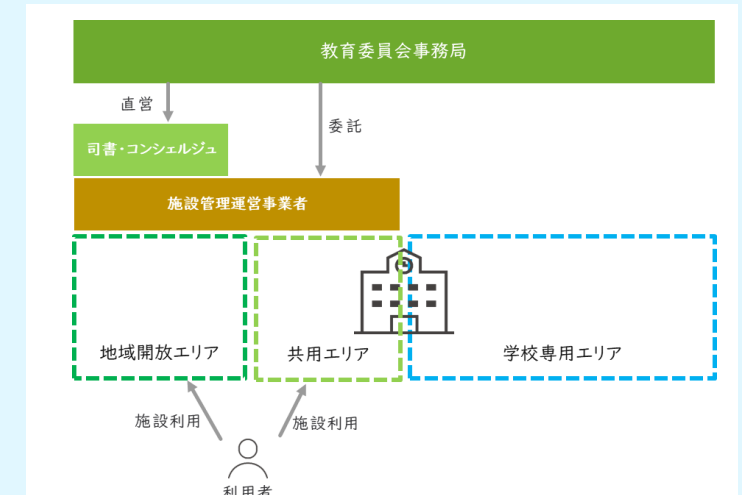 教育委員会事務局
直営
委託
司書・コンシェルジュ
施設管理運営事業者
地域開放エリア
共用エリア
学校専用エリア
施設利用
施設利用
利用者